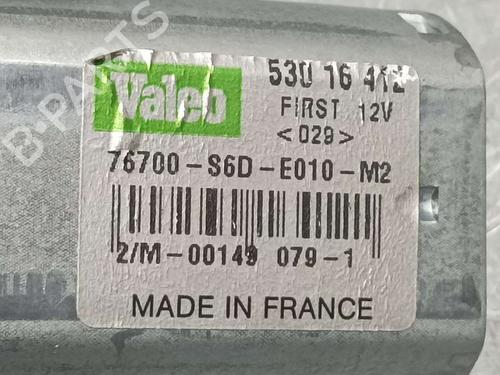 Valeo
530 16 412
FIRST 12V
<029>
76700-S6D-E010-M2
2/M-00149 079-1
MADE IN FRANCE
B-PARTS